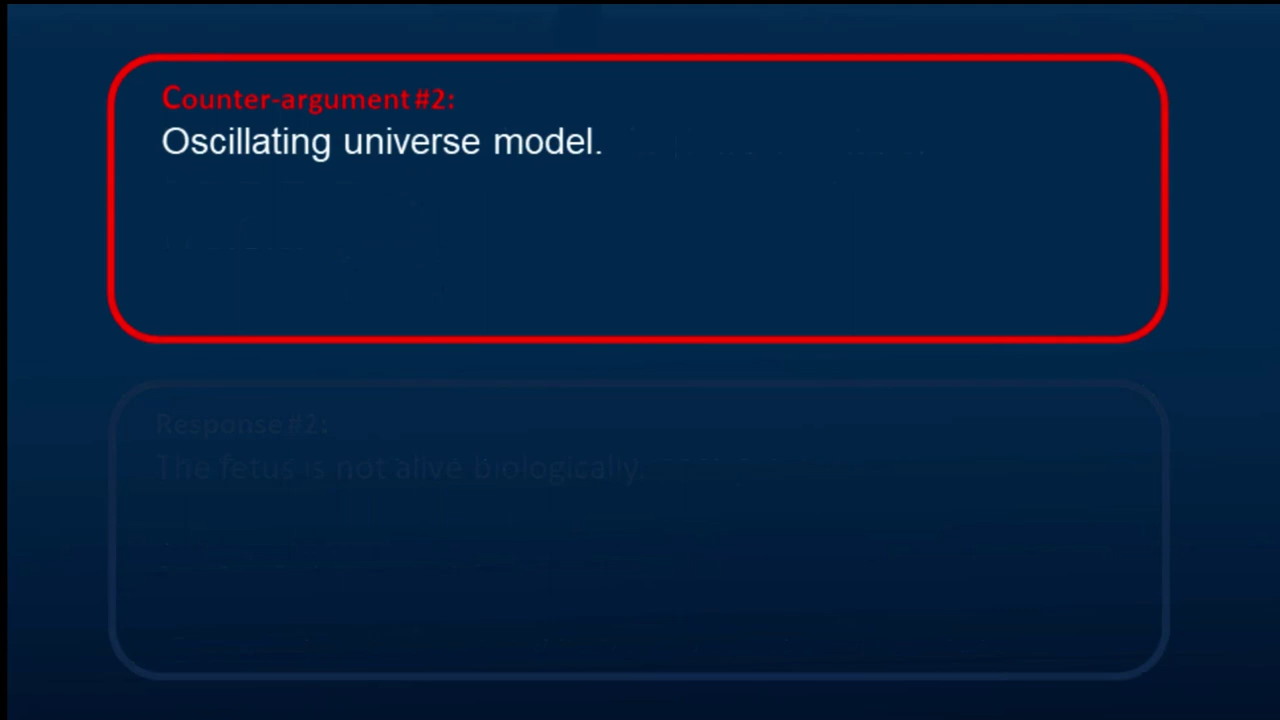 Counter-argument #2:
Oscillating universe model.
Response #2:
The fetus is not alive biologically.